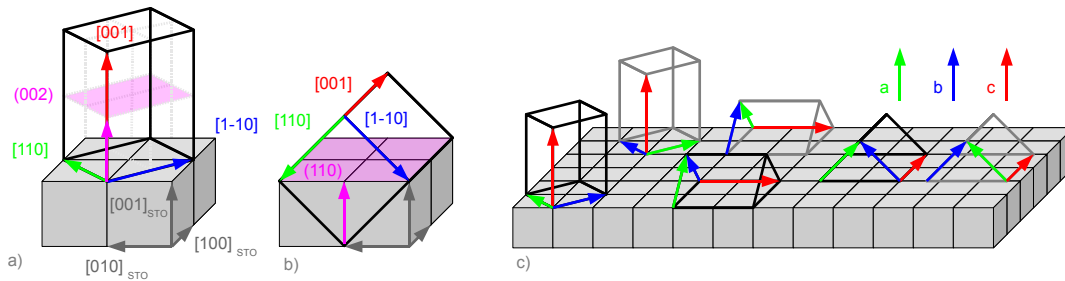 [001]
(002)
[110]
[1-10]
[001]STO
[100] STO
[010] STO
a)
[001]
[110]
[1-10]
(110)
b)
a
b
c
c)